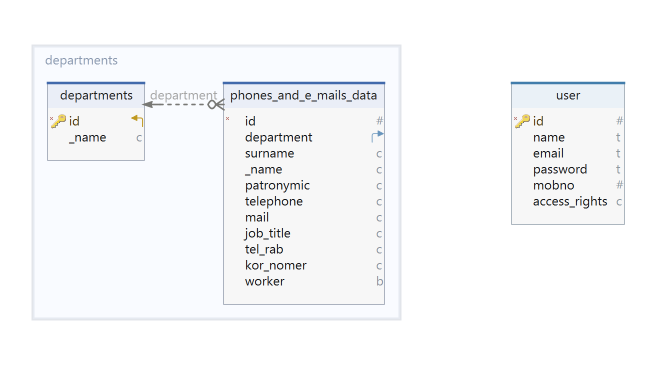 departments
departments
id
_name c
department
phones_and_e_mails_data
id #
department
surname c
_name c
patronymic c
telephone c
mail c
job_title c
tel_rab c
kor_nomer c
worker b
user
id #
name t
email t
password t
mobno #
access_rights c